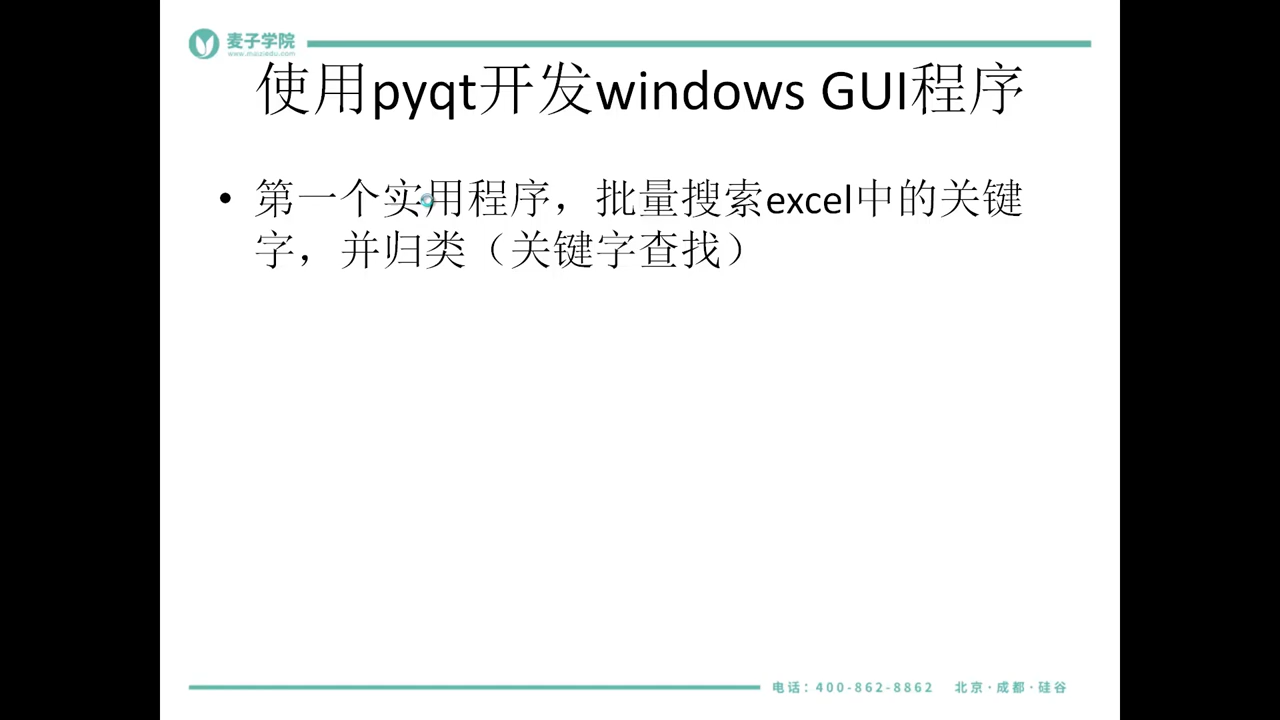 麦子学院
www.maiziedu.com
使用pyqt开发windows GUI程序
• 第一个实用程序，批量搜索excel中的关键
字，并归类（关键字查找）
电话：400-862-8862 北京·成都·硅谷